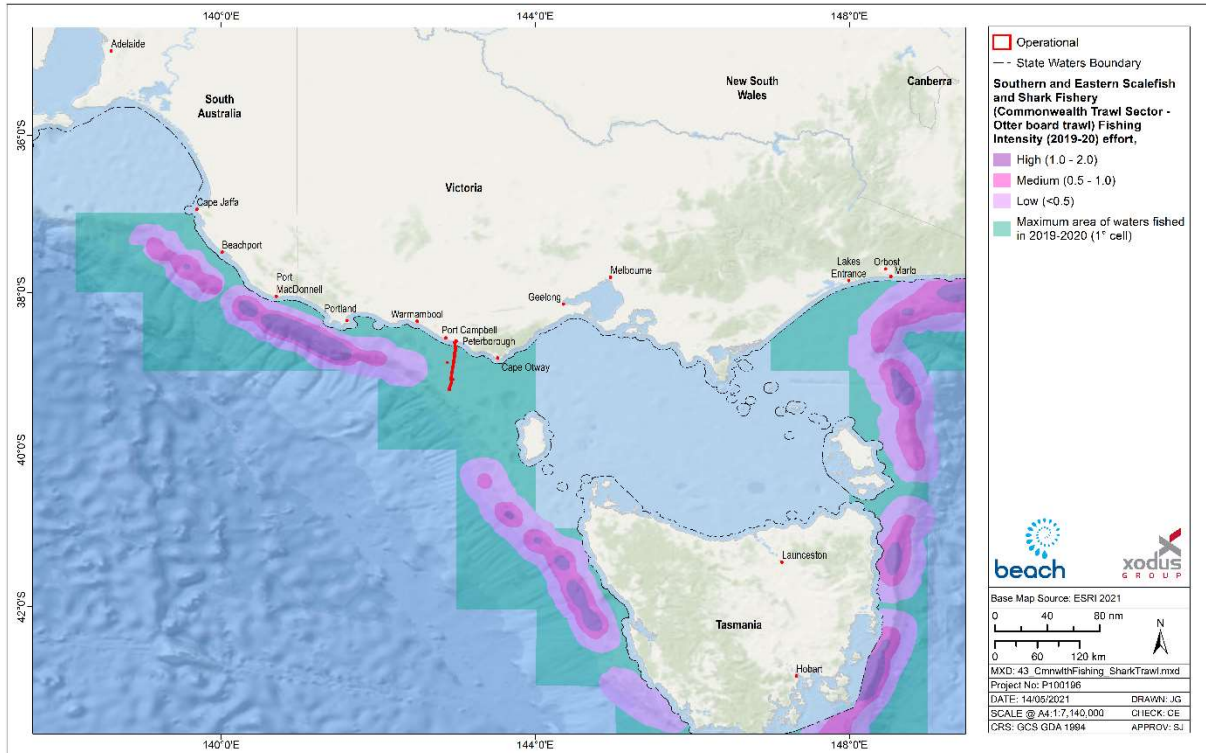 140°0'E
144°0'E
148°0'E
Adelaide
South
Australia
New South
Wales
Canberra
36°0'S
Victoria
Cape Jaffa
Beachport
Port
MacDonnell
Portland
Warrnambool
Port Campbell
Peterborough
Cape Otway
Geelong
Melbourne
Lakes
Entrance
Orbost
Marlo
38°0'S
40°0'S
42°0'S
Launceston
Tasmania
Hobart
140°0'E
144°0'E
148°0'E
Operational
State Waters Boundary
Southern and Eastern Scalefish
and Shark Fishery
(Commonwealth Trawl Sector -
Otter board trawl) Fishing
Intensity (2019-20) effort,
High (1.0 - 2.0)
Medium (0.5 - 1.0)
Low (<0.5)
Maximum area of waters fished
in 2019-2020 (1° cell)
beach
xodus
GROUP
Base Map Source: ESRI 2021
0 40 80 nm
0 60 120 km
N
MXD: 43_CmnwlthFishing_SharkTrawl.mxd
Project No: P100196
DATE: 14/05/2021 DRAWN: JG
SCALE @ A4:1:7,140,000 CHECK: CE
CRS: GCS GDA 1994 APPROV: SJ